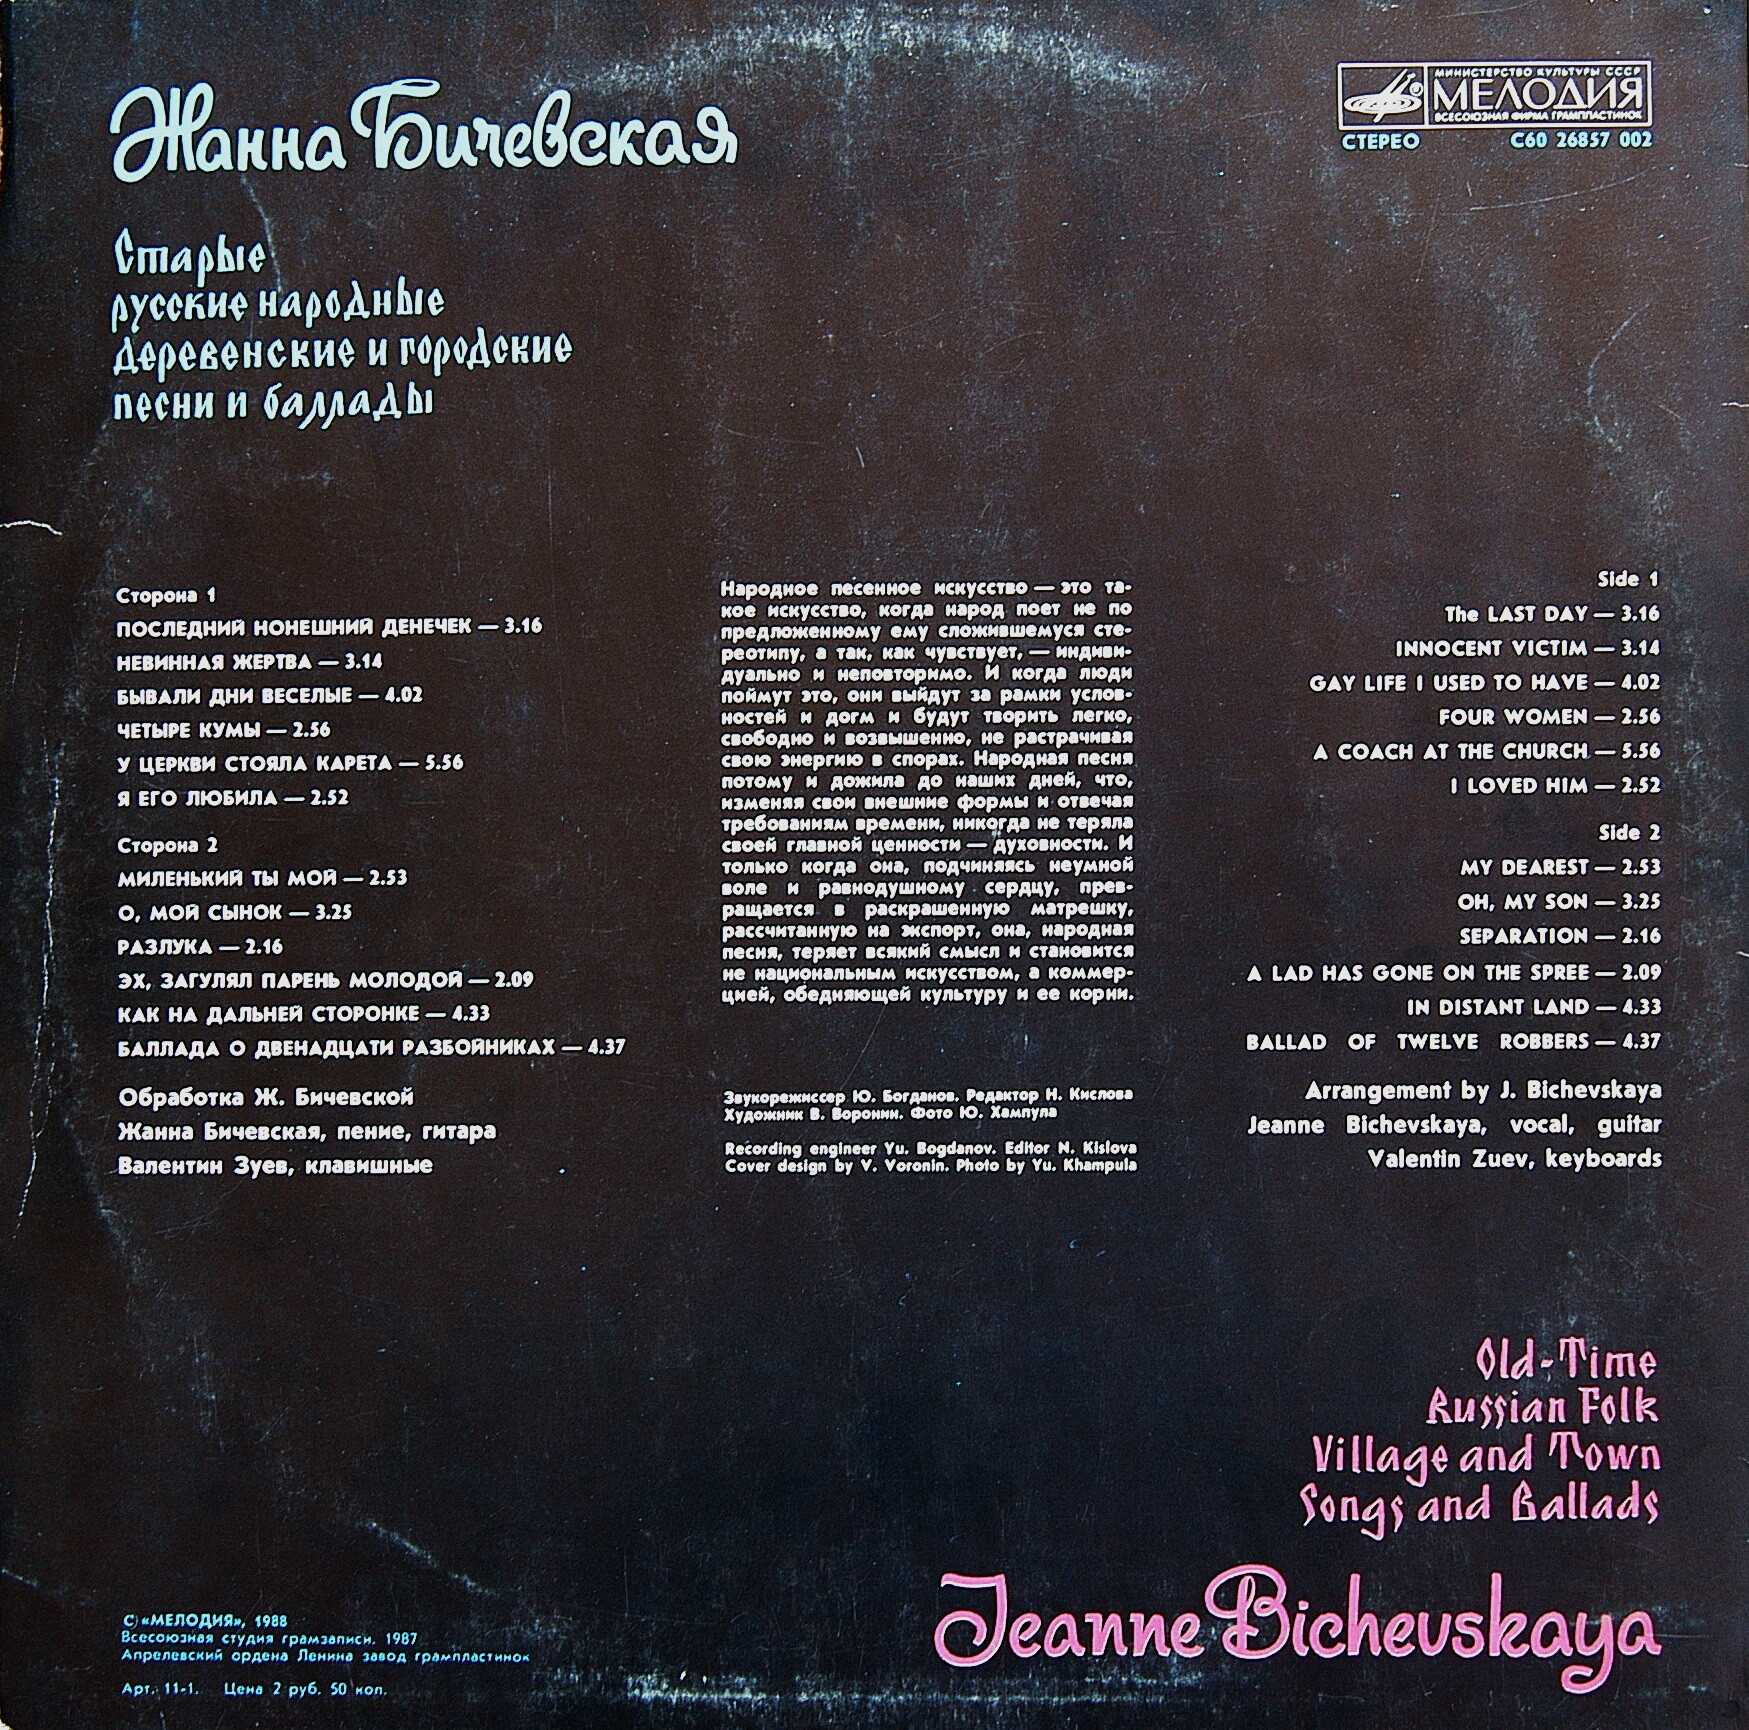 Жанна Бичевская
МИНИСТЕРСТВО КУЛЬТУРЫ СССР
МЕЛОДИЯ
ВСЕСОЮЗНАЯ ФИРМА ГРАМПЛАСТИНОК
СТЕРЕО С60 26857 002
Старые
русские народные
деревенские и городские
песни и баллады
Сторона 1
ПОСЛЕДНИЙ НОНЕШНИЙ ДЕНЕЧЕК — 3.16
НЕВИННАЯ ЖЕРТВА — 3.14
БЫВАЛИ ДНИ ВЕСЕЛЫЕ — 4.02
ЧЕТЫРЕ КУМЫ — 2.56
У ЦЕРКВИ СТОЯЛА КАРЕТА — 5.56
Я ЕГО ЛЮБИЛА — 2.52
Сторона 2
МИЛЕНЬКИЙ ТЫ МОЙ — 2.53
О, МОЙ СЫНОК — 3.25
РАЗЛУКА — 2.16
ЭХ, ЗАГУЛЯЛ ПАРЕНЬ МОЛОДОЙ — 2.09
КАК НА ДАЛЬНЕЙ СТОРОНКЕ — 4.33
БАЛЛАДА О ДВЕНАДЦАТИ РАЗБОЙНИКАХ — 4.37
Обработка Ж. Бичевской
Жанна Бичевская, пение, гитара
Валентин Зуев, клавишные
Народное песенное искусство — это та-
кое искусство, когда народ поет не по
предложенному ему сложившемуся сте-
реотипу, а так, как чувствует, — индиви-
дуально и неповторимо. И когда люди
поймут это, они выйдут за рамки услов-
ностей и догм и будут творить легко,
свободно и возвышенно, не растрачивая
свою энергию в спорах. Народная песня
потому и дожила до наших дней, что,
изменяя свои внешние формы и отвечая
требованиям времени, никогда не теряла
своей главной ценности — духовности. И
только когда она, подчиняясь неумной
воле и равнодушному сердцу, прев-
ращается в раскрашенную матрешку,
рассчитанную на экспорт, она, народная
песня, теряет всякий смысл и становится
не национальным искусством, а коммер-
цией, обедняющей культуру и ее корни.
Звукорежиссер Ю. Богданов. Редактор Н. Кислова
Художник В. Воронин. Фото Ю. Хампула
Recording engineer Yu. Bogdanov. Editor N. Kislova
Cover design by V. Voronin. Photo by Yu. Khampula
Side 1
The LAST DAY — 3.16
INNOCENT VICTIM — 3.14
GAY LIFE I USED TO HAVE — 4.02
FOUR WOMEN — 2.56
A COACH AT THE CHURCH — 5.56
I LOVED HIM — 2.52
Side 2
MY DEAREST — 2.53
OH, MY SON — 3.25
SEPARATION — 2.16
A LAD HAS GONE ON THE SPREE — 2.09
IN DISTANT LAND — 4.33
BALLAD OF TWELVE ROBBERS — 4.37
Arrangement by J. Bichevskaya
Jeanne Bichevskaya, vocal, guitar
Valentin Zuev, keyboards
Old-Time
Russian Folk
Village and Town
Songs and Ballads
Jeanne Bichevskaya
С) «МЕЛОДИЯ», 1988
Всесоюзная студия грамзаписи. 1987
Апрелевский ордена Ленина завод грампластинок
Арт. 11-1. Цена 2 руб. 50 коп.